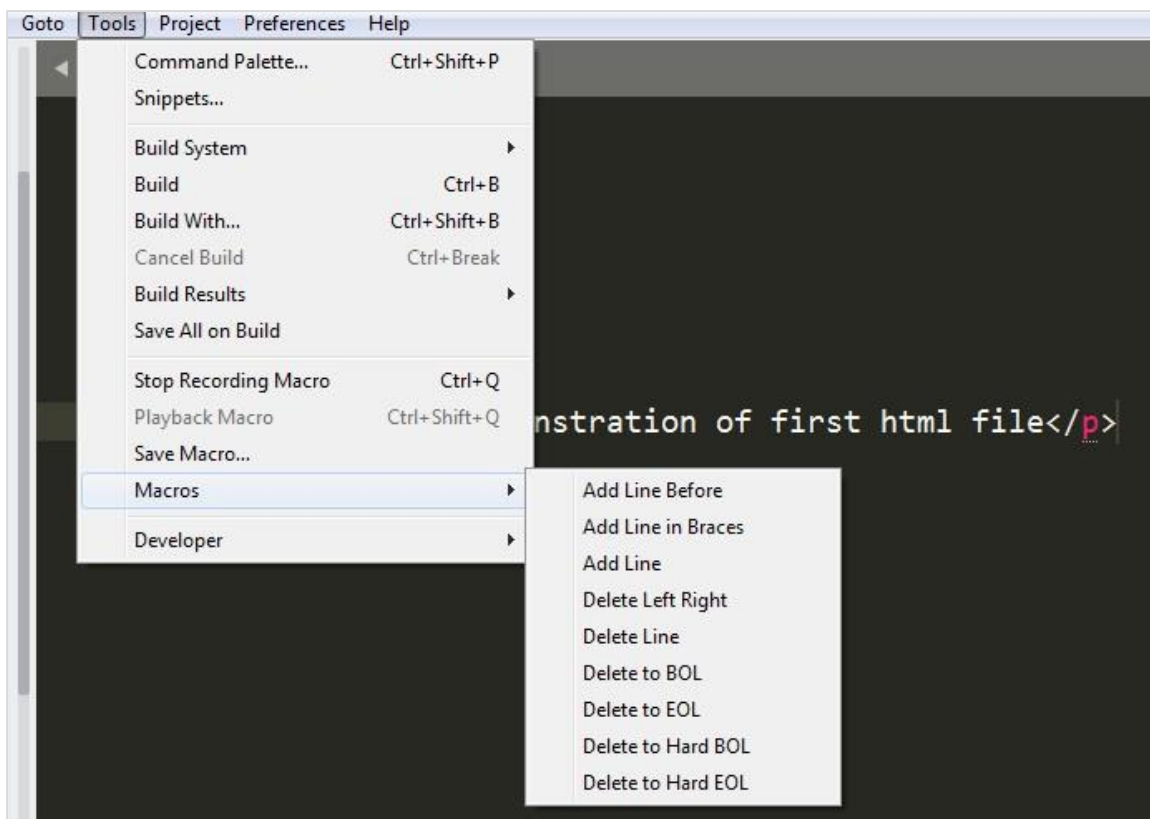 Goto Tools Project Preferences Help
Command Palette... Ctrl+Shift+P
Snippets...
Build System
Build Ctrl+B
Build With... Ctrl+Shift+B
Cancel Build Ctrl+Break
Build Results
Save All on Build
Stop Recording Macro Ctrl+Q
Playback Macro Ctrl+Shift+Q
nstration of first html file</p>
Save Macro...
Macros
Developer
Add Line Before
Add Line in Braces
Add Line
Delete Left Right
Delete Line
Delete to BOL
Delete to EOL
Delete to Hard BOL
Delete to Hard EOL